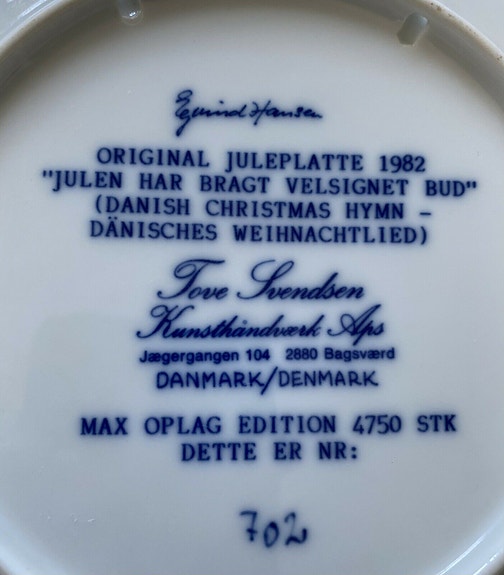 Ejvind Hansen
ORIGINAL JULEPLATTE 1982
"JULEN HAR BRAGT VELSIGNET BUD"
(DANISH CHRISTMAS HYMN -
DÄNISCHES WEIHNACHTLIED)
Tove Svendsen
Kunsthåndværk Aps
Jægergangen 104 2880 Bagsværd
DANMARK/DENMARK
MAX OPLAG EDITION 4750 STK
DETTE ER NR:
702